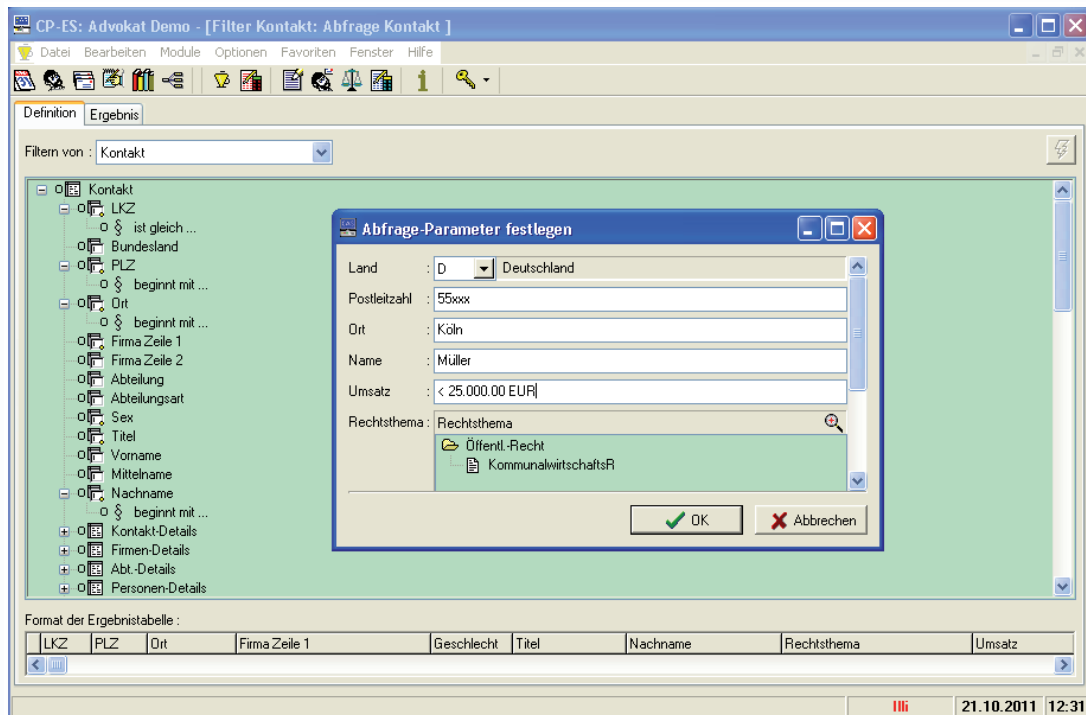 CP-ES: Advokat Demo - [Filter Kontakt: Abfrage Kontakt ]
Datei Bearbeiten Module Optionen Favoriten Fenster Hilfe
Definition Ergebnis
Filtern von : Kontakt
Kontakt
LKZ
§ ist gleich ...
Bundesland
PLZ
§ beginnt mit ...
Ort
§ beginnt mit ...
Firma Zeile 1
Firma Zeile 2
Abteilung
Abteilungsart
Sex
Titel
Vorname
Mittelname
Nachname
§ beginnt mit ...
Kontakt-Details
Firmen-Details
Abt.-Details
Personen-Details
Abfrage-Parameter festlegen
Land : D Deutschland
Postleitzahl : 55xxx
Ort : Köln
Name : Müller
Umsatz : < 25.000.00 EUR
Rechtsthema : Rechtsthema
Öffentl.-Recht
KommunalwirtschaftsR
OK Abbrechen
Format der Ergebnistabelle :
LKZ PLZ Ort Firma Zeile 1 Geschlecht Titel Nachname Rechtsthema Umsatz
21.10.2011 12:31